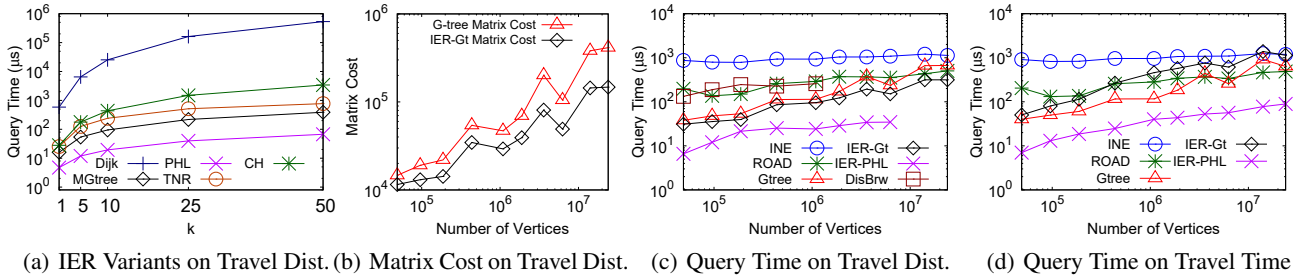 Query Time (μs)
10^6
10^5
10^4
10^3
10^2
10^1
10^0
Dijk
PHL
CH
MGtree
TNR
1
5
10
25
50
k
(a) IER Variants on Travel Dist.
Matrix Cost
10^6
10^5
10^4
G-tree Matrix Cost
IER-Gt Matrix Cost
10^5
10^6
10^7
Number of Vertices
(b) Matrix Cost on Travel Dist.
Query Time (μs)
10^5
10^4
10^3
10^2
10^1
10^0
INE
IER-Gt
ROAD
IER-PHL
Gtree
DisBrw
10^5
10^6
10^7
Number of Vertices
(c) Query Time on Travel Dist.
Query Time (μs)
10^5
10^4
10^3
10^2
10^1
10^0
INE
IER-Gt
ROAD
IER-PHL
Gtree
10^5
10^6
10^7
Number of Vertices
(d) Query Time on Travel Time